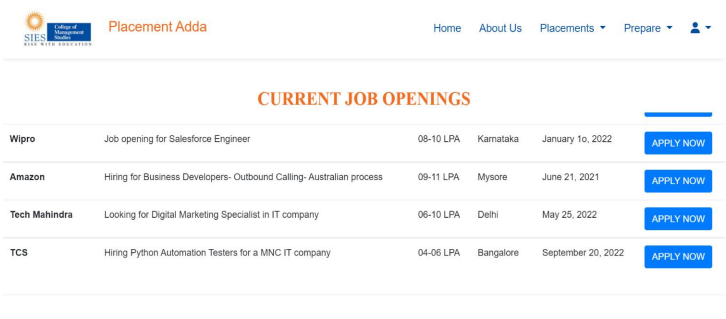 College of
Management
Studies
SIES
RISE WITH EDUCATION
Placement Adda
Home About Us Placements Prepare
CURRENT JOB OPENINGS
Wipro Job opening for Salesforce Engineer 08-10 LPA Karnataka January 1o, 2022 APPLY NOW
Amazon Hiring for Business Developers- Outbound Calling- Australian process 09-11 LPA Mysore June 21, 2021 APPLY NOW
Tech Mahindra Looking for Digital Marketing Specialist in IT company 06-10 LPA Delhi May 25, 2022 APPLY NOW
TCS Hiring Python Automation Testers for a MNC IT company 04-06 LPA Bangalore September 20, 2022 APPLY NOW